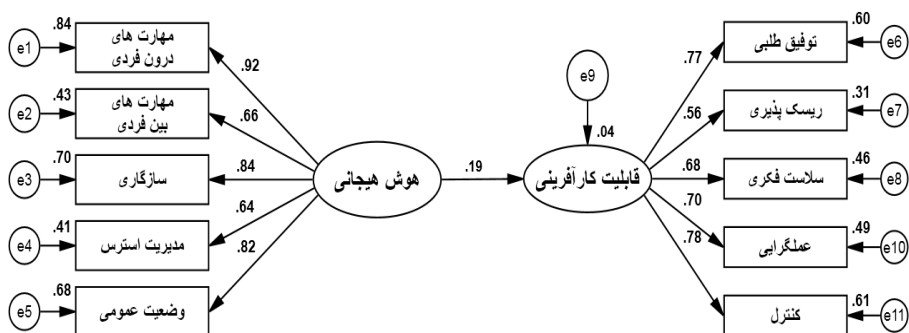 .84
e1
مهارت های
درون فردی
.92
.43
e2
مهارت های
بین فردی
.66
.70
e3
سازگاری
.84
.41
e4
مدیریت استرس
.64
.68
e5
وضعیت عمومی
.82
هوش هیجانی
.19
e9
.04
قابلیت کارآفرینی
.77
توفیق طلبی
.60
e6
.56
ریسک پذیری
.31
e7
.68
سلاست فکری
.46
e8
.70
عملگرایی
.49
e10
.78
کنترل
.61
e11